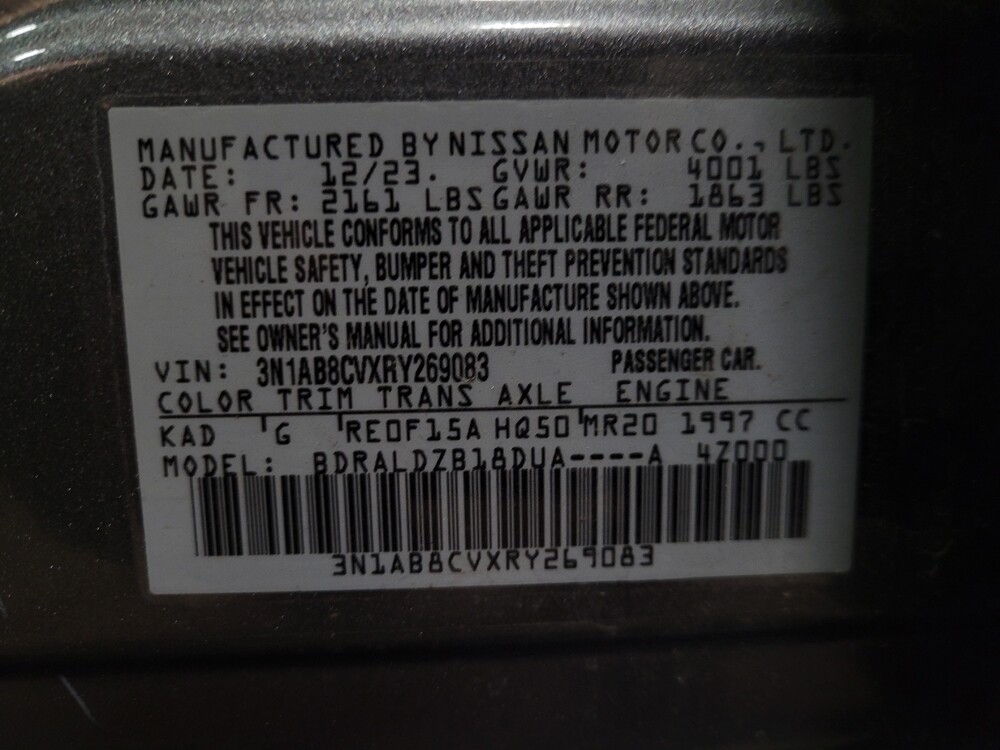 MANUFACTURED BY NISSAN MOTOR CO., LTD.
DATE: 12/23. GVWR: 4001 LBS
GAWR FR: 2161 LBS GAWR RR: 1863 LBS
THIS VEHICLE CONFORMS TO ALL APPLICABLE FEDERAL MOTOR
VEHICLE SAFETY, BUMPER AND THEFT PREVENTION STANDARDS
IN EFFECT ON THE DATE OF MANUFACTURE SHOWN ABOVE.
SEE OWNER'S MANUAL FOR ADDITIONAL INFORMATION.
VIN: 3N1AB8CVXRY269083 PASSENGER CAR.
COLOR TRIM TRANS AXLE ENGINE
KAD G RE0F15A HQ50 MR20 1997 CC
MODEL: BDRALDZB18DUA----A 4Z000
3N1AB8CVXRY269083